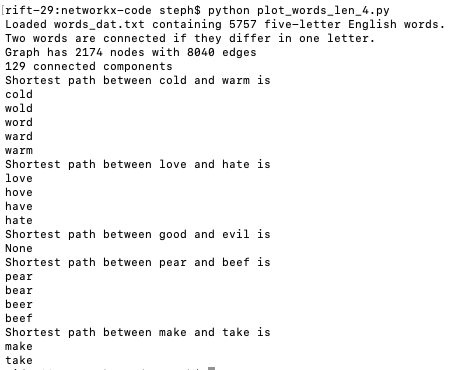 [rift-29:networkx-code steph$ python plot_words_len_4.py
Loaded words_dat.txt containing 5757 five-letter English words.
Two words are connected if they differ in one letter.
Graph has 2174 nodes with 8040 edges
129 connected components
Shortest path between cold and warm is
cold
wold
word
ward
warm
Shortest path between love and hate is
love
hove
have
hate
Shortest path between good and evil is
None
Shortest path between pear and beef is
pear
bear
beer
beef
Shortest path between make and take is
make
take